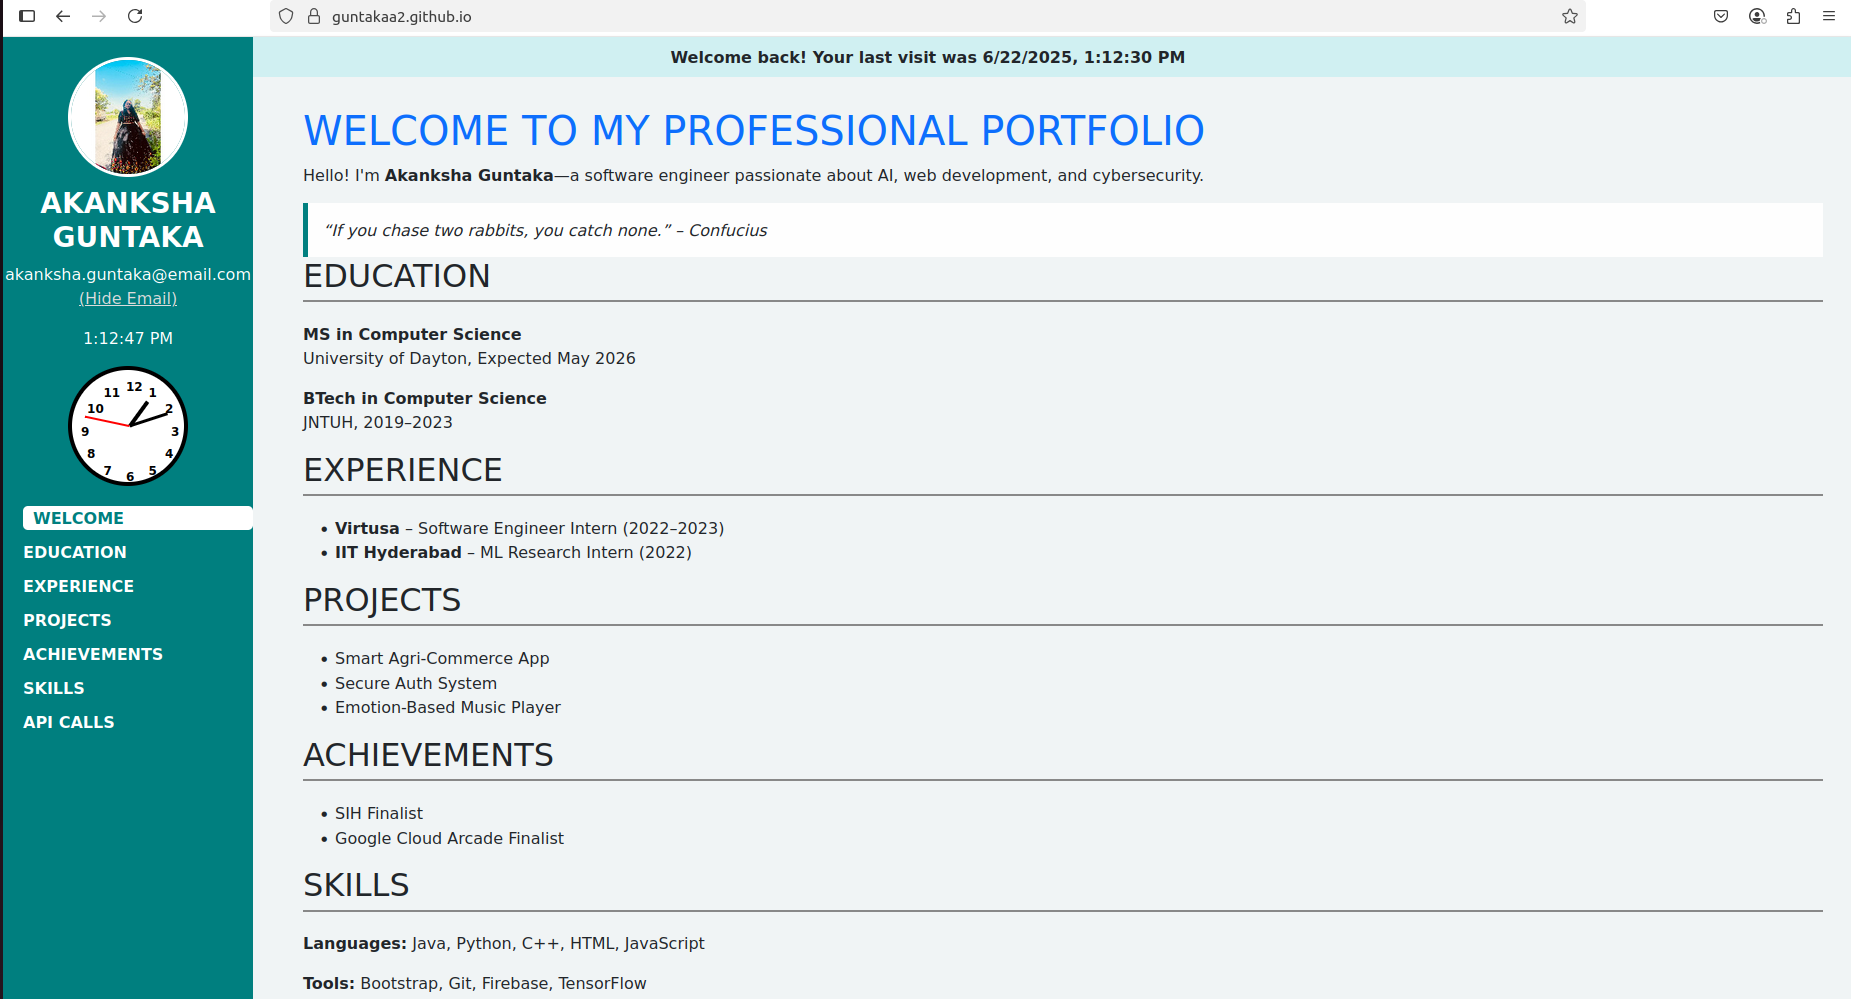 guntakaa2.github.io
Welcome back! Your last visit was 6/22/2025, 1:12:30 PM
AKANKSHA
GUNTAKA
akanksha.guntaka@email.com
(Hide Email)
1:12:47 PM
12
1
2
3
4
5
6
7
8
9
10
11
WELCOME
EDUCATION
EXPERIENCE
PROJECTS
ACHIEVEMENTS
SKILLS
API CALLS
WELCOME TO MY PROFESSIONAL PORTFOLIO
Hello! I'm Akanksha Guntaka—a software engineer passionate about AI, web development, and cybersecurity.
“If you chase two rabbits, you catch none.” – Confucius
EDUCATION
MS in Computer Science
University of Dayton, Expected May 2026
BTech in Computer Science
JNTUH, 2019–2023
EXPERIENCE
• Virtusa – Software Engineer Intern (2022–2023)
• IIT Hyderabad – ML Research Intern (2022)
PROJECTS
• Smart Agri-Commerce App
• Secure Auth System
• Emotion-Based Music Player
ACHIEVEMENTS
• SIH Finalist
• Google Cloud Arcade Finalist
SKILLS
Languages: Java, Python, C++, HTML, JavaScript
Tools: Bootstrap, Git, Firebase, TensorFlow